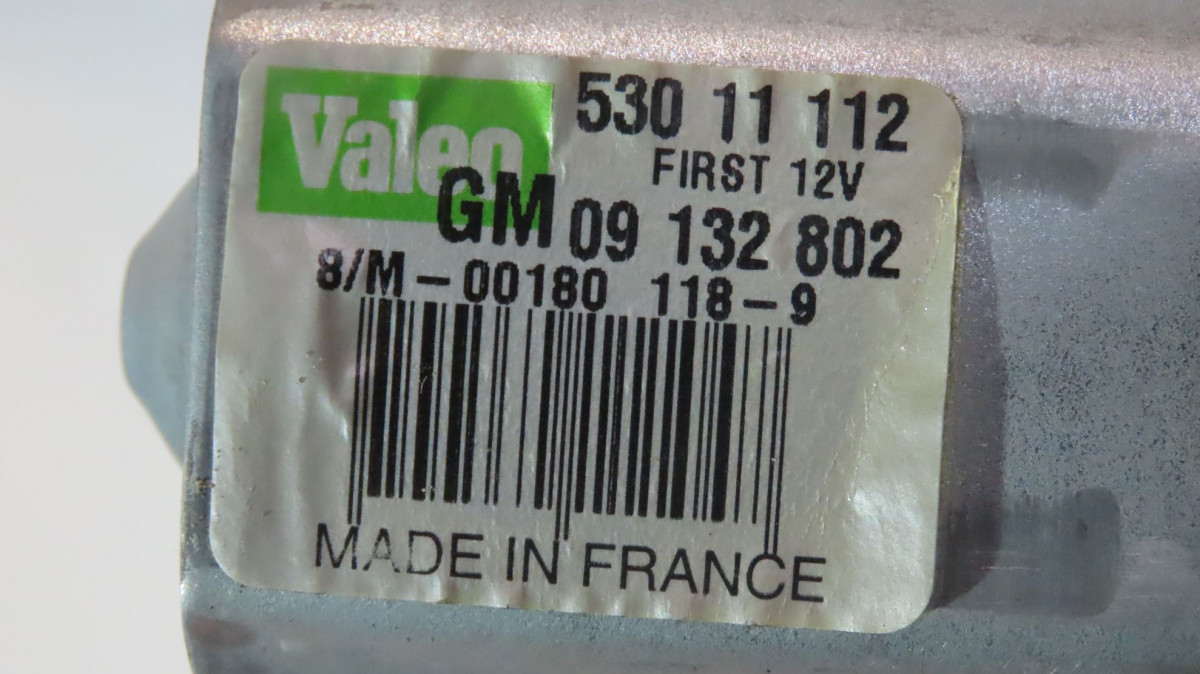 Valeo
530 11 112
FIRST 12V
GM 09 132 802
8/M-00180 118-9
MADE IN FRANCE